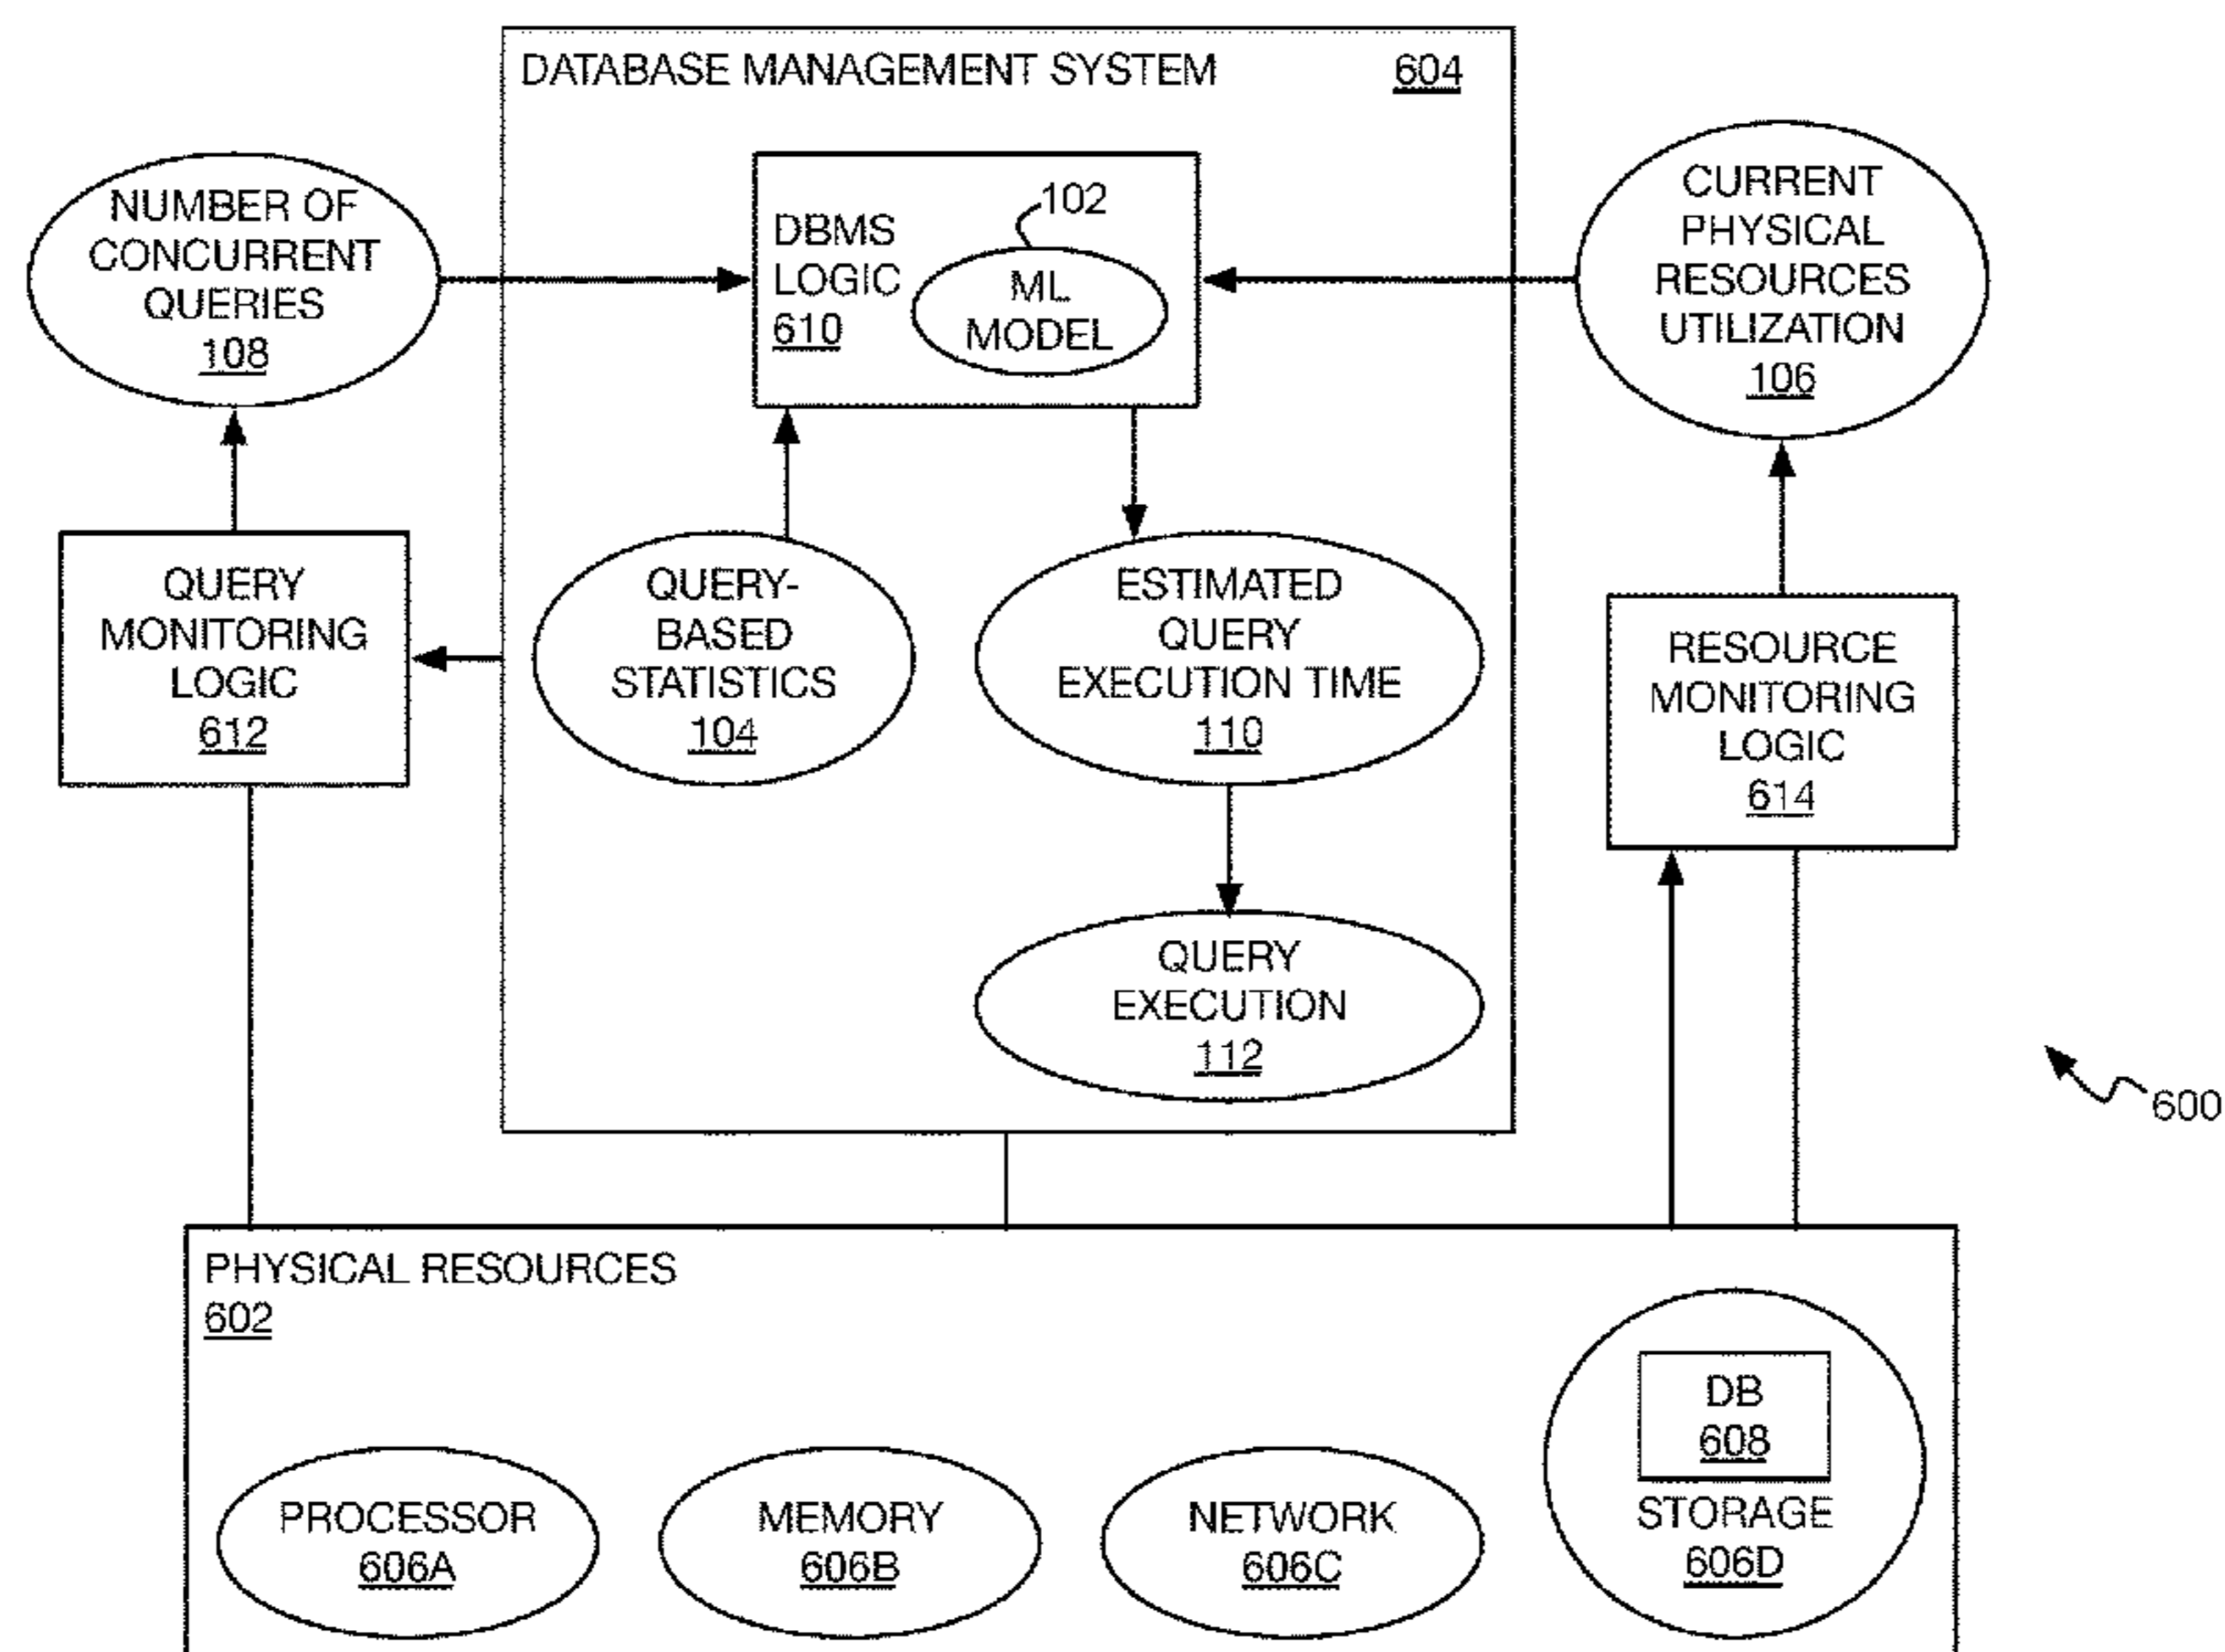 DATABASE MANAGEMENT SYSTEM 604
NUMBER OF
CONCURRENT
QUERIES
108
DBMS
LOGIC
610
102
ML
MODEL
CURRENT
PHYSICAL
RESOURCES
UTILIZATION
106
QUERY
MONITORING
LOGIC
612
QUERY-
BASED
STATISTICS
104
ESTIMATED
QUERY
EXECUTION TIME
110
RESOURCE
MONITORING
LOGIC
614
QUERY
EXECUTION
112
600
PHYSICAL RESOURCES
602
PROCESSOR
606A
MEMORY
606B
NETWORK
606C
DB
608
STORAGE
606D